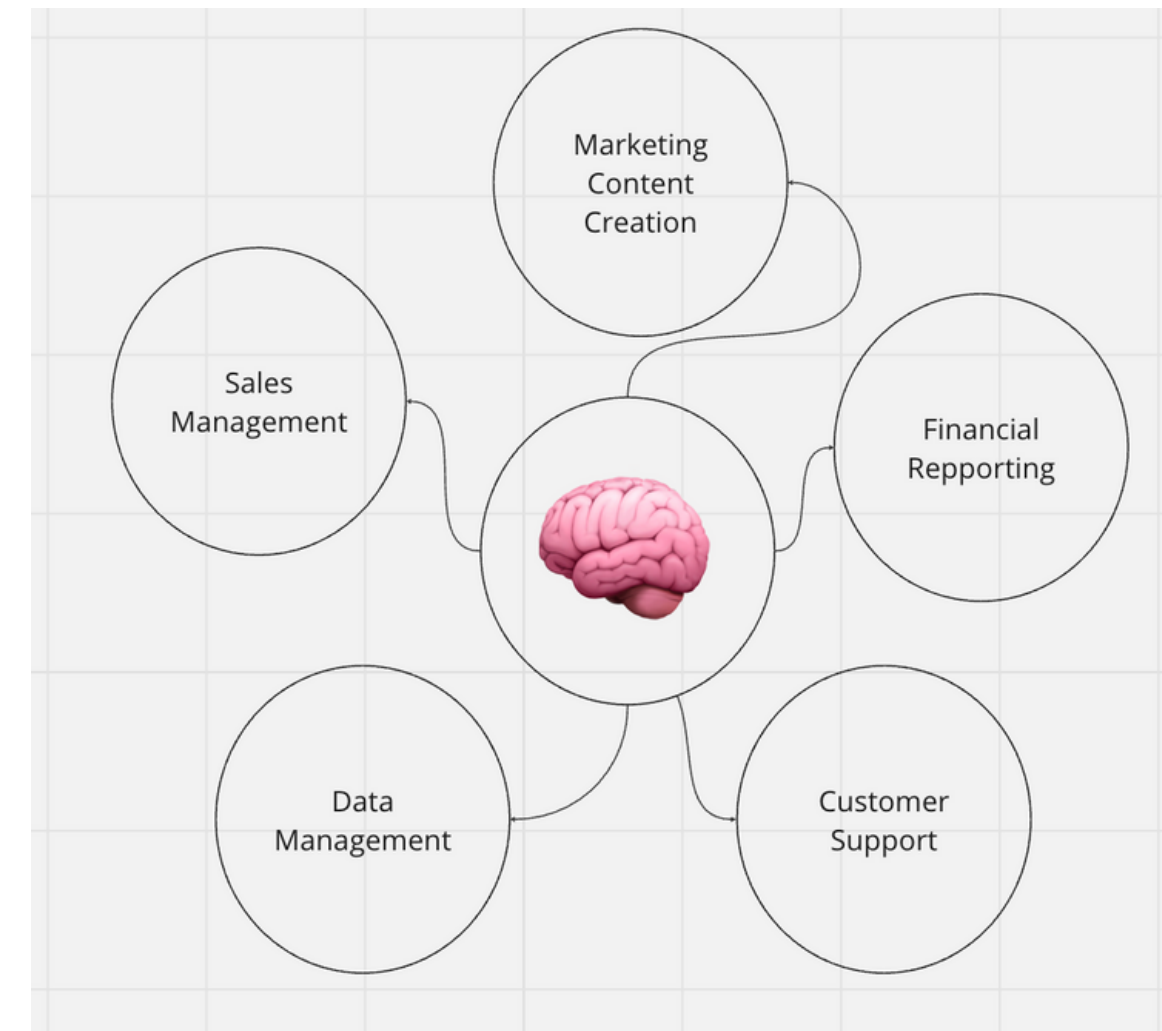 Marketing
Content
Creation
Sales
Management
Financial
Repporting
Data
Management
Customer
Support